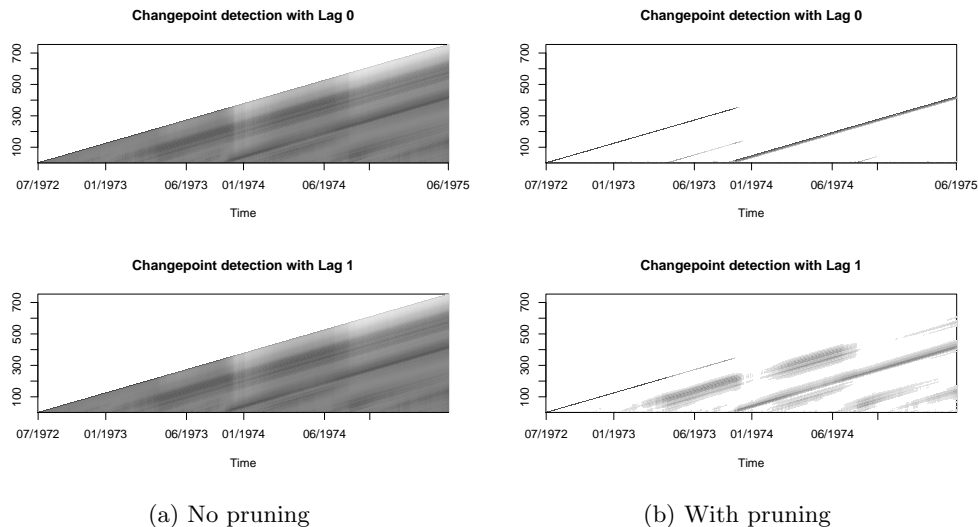 Changepoint detection with Lag 0
100 300 500 700
07/1972 01/1973 06/1973 01/1974 06/1974 06/1975
Time
Changepoint detection with Lag 0
100 300 500 700
07/1972 01/1973 06/1973 01/1974 06/1974 06/1975
Time
Changepoint detection with Lag 1
100 300 500 700
07/1972 01/1973 06/1973 01/1974 06/1974
Time
Changepoint detection with Lag 1
100 300 500 700
07/1972 01/1973 06/1973 01/1974 06/1974
Time
(a) No pruning
(b) With pruning